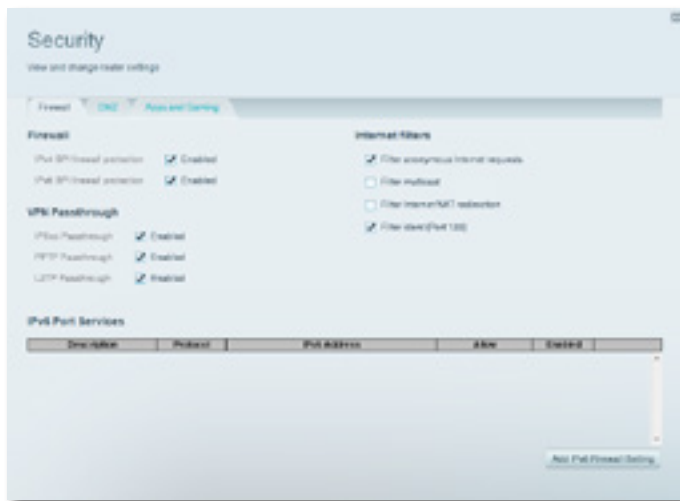 Security
View and change router settings
Firewall DMZ Apps and Gaming
Firewall
IPv4 SPI firewall protection Enabled
IPv6 SPI firewall protection Enabled
VPN Passthrough
IPSec Passthrough Enabled
PPTP Passthrough Enabled
L2TP Passthrough Enabled
Internet filters
Filter anonymous Internet requests
Filter multicast
Filter Internet NAT redirection
Filter ident (Port 113)
IPv6 Port Services
Description Protocol IPv6 Address Allow Enabled
Add IPv6 Firewall Setting